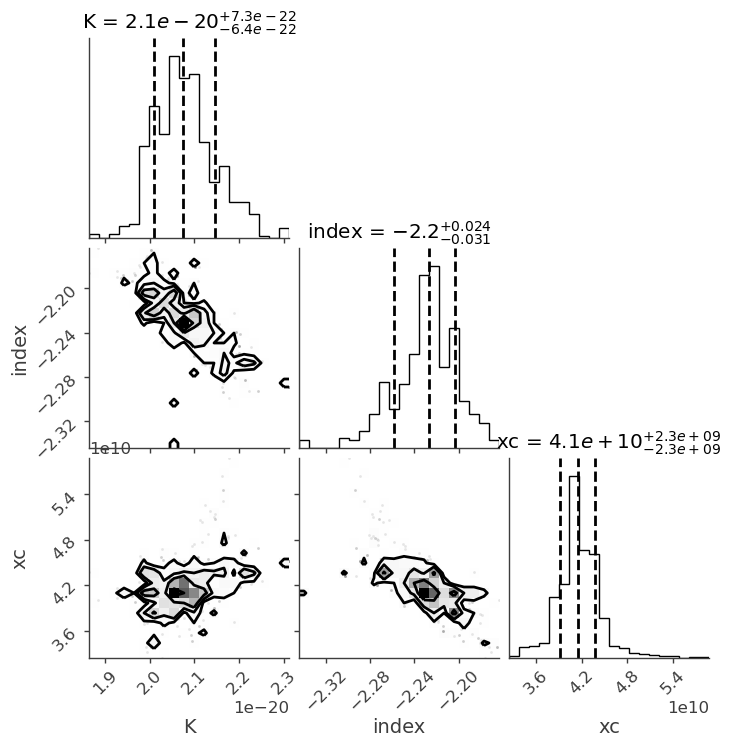 K = 2.1e−20 +7.3e−22 −6.4e−22
index = −2.2 +0.024 −0.031
index
−2.20
−2.24
−2.28
−2.32
1e10
xc = 4.1e+10 +2.3e+09 −2.3e+09
xc
5.4
4.8
4.2
3.6
1.9 2.0 2.1 2.2 2.3
1e−20
K
−2.32 −2.28 −2.24 −2.20
index
3.6 4.2 4.8 5.4
1e10
xc